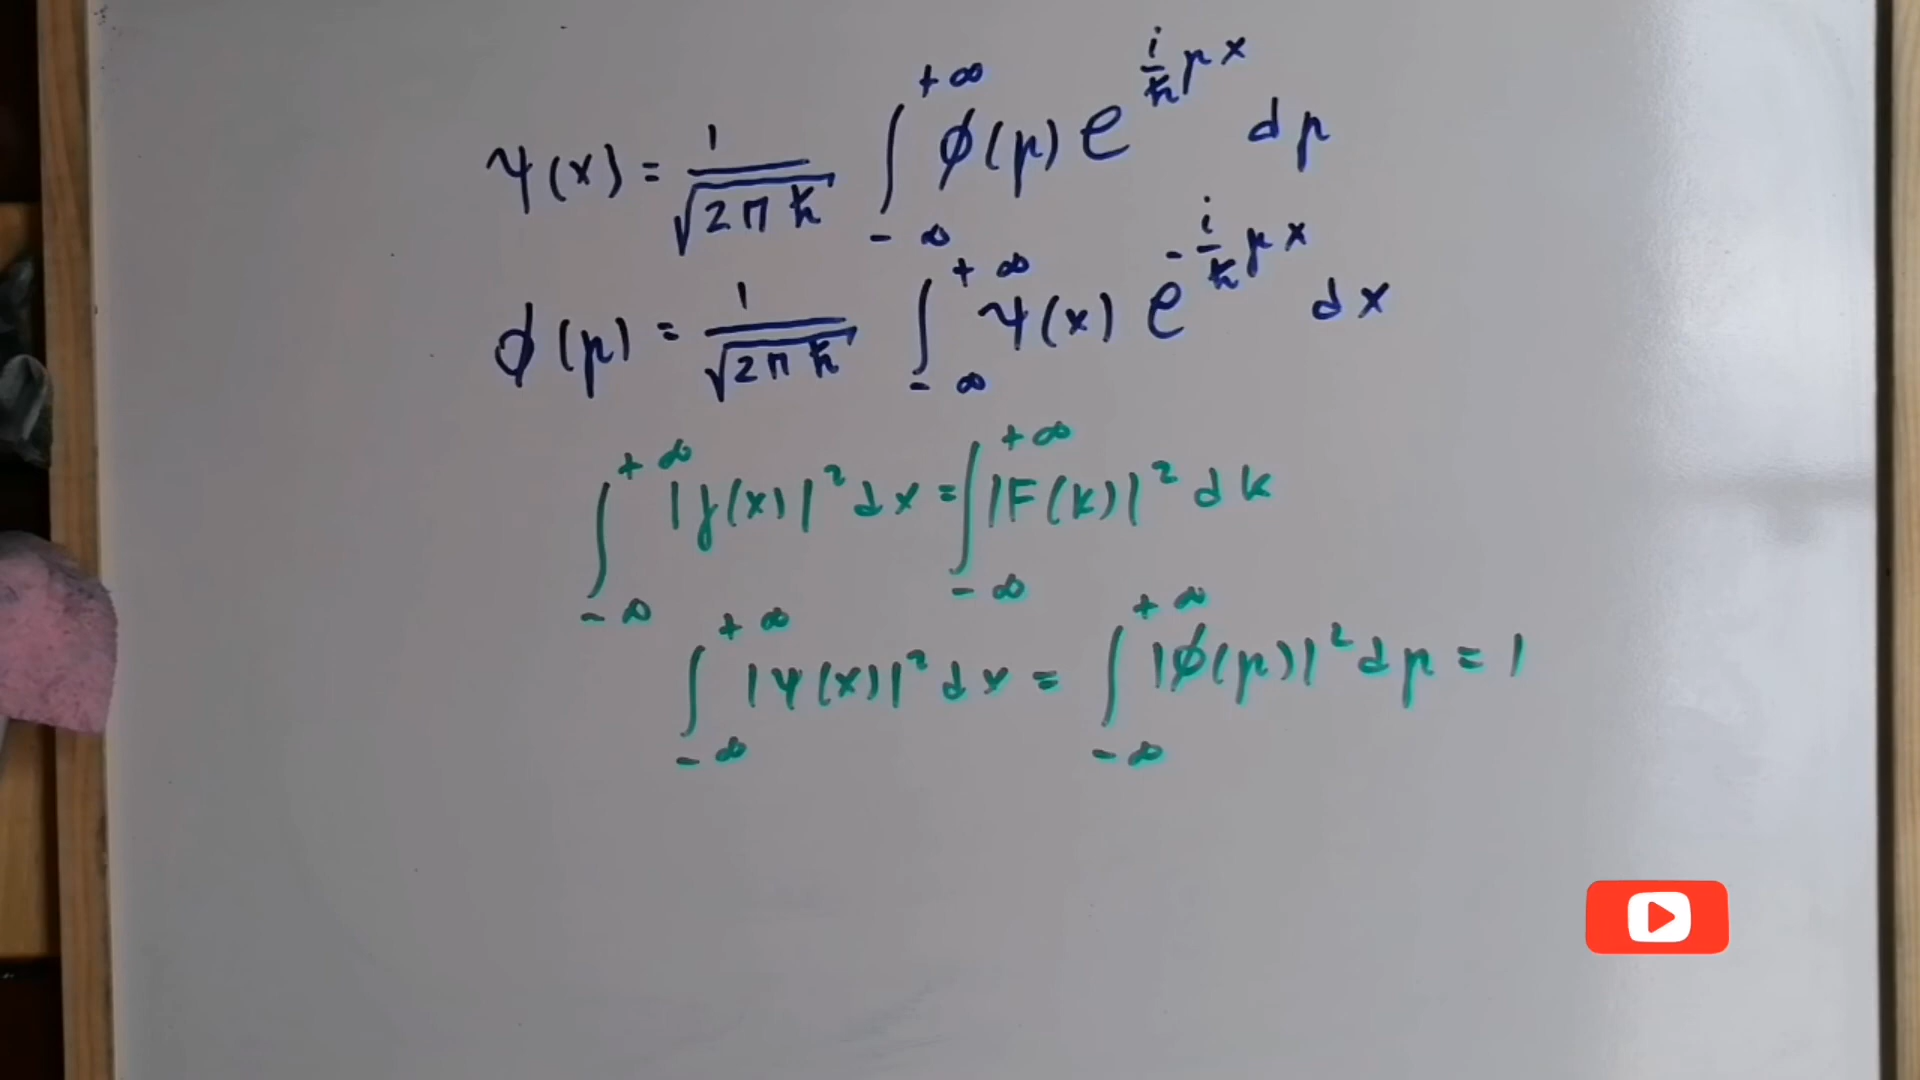 ψ(x) = 1/√(2πħ) ∫_{-∞}^{+∞} ϕ(p) e^{i/ħ px} dp
ϕ(p) = 1/√(2πħ) ∫_{-∞}^{+∞} ψ(x) e^{-i/ħ px} dx
∫_{-∞}^{+∞} |f(x)|² dx = ∫_{-∞}^{+∞} |F(k)|² dk
∫_{-∞}^{+∞} |ψ(x)|² dx = ∫_{-∞}^{+∞} |ϕ(p)|² dp = 1